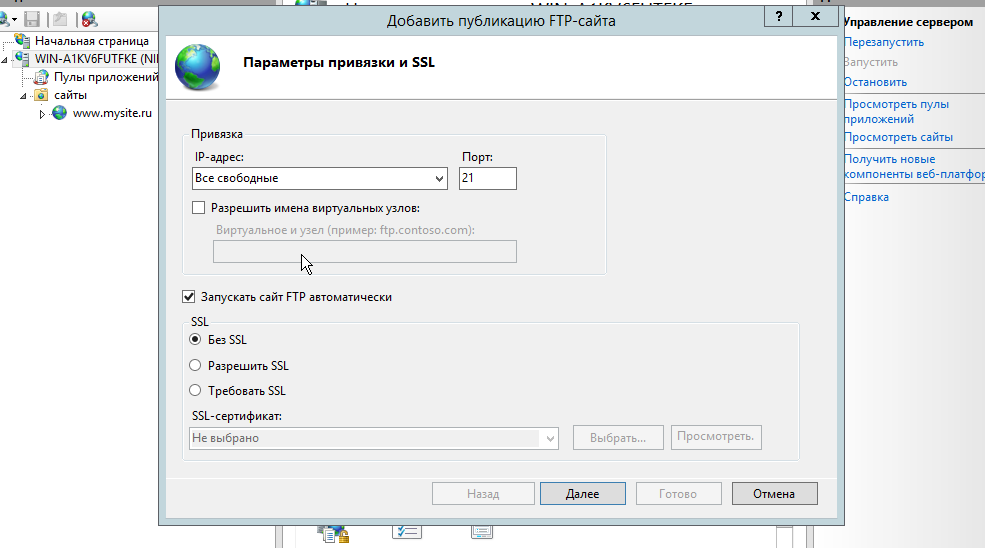 Добавить публикацию FTP-сайта
?
X
Начальная страница
WIN-A1KV6FUTFKE (NI
Пулы приложений
сайты
www.mysite.ru
Параметры привязки и SSL
Привязка
IP-адрес:
Порт:
Все свободные
21
Разрешить имена виртуальных узлов:
Виртуальное и узел (пример: ftp.contoso.com):
Запускать сайт FTP автоматически
SSL
Без SSL
Разрешить SSL
Требовать SSL
SSL-сертификат:
Не выбрано
Выбрать...
Просмотреть.
Назад
Далее
Готово
Отмена
Управление сервером
Перезапустить
Запустить
Остановить
Просмотреть пулы
приложений
Просмотреть сайты
Получить новые
компоненты веб-платфор
Справка